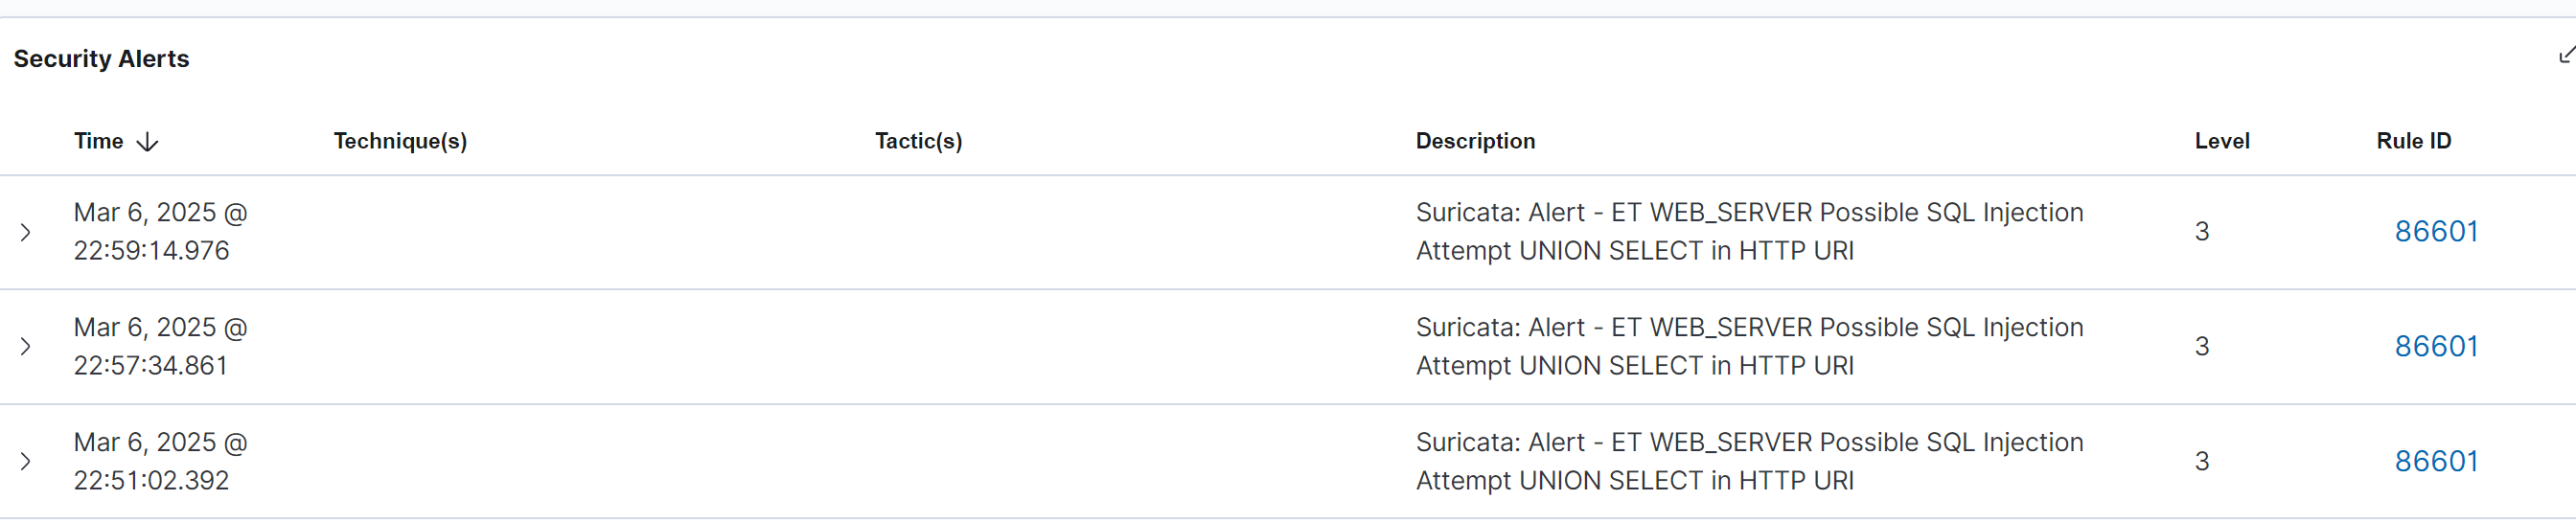 Security Alerts
Time Technique(s) Tactic(s) Description Level Rule ID
Mar 6, 2025 @
22:59:14.976
Suricata: Alert - ET WEB_SERVER Possible SQL Injection
Attempt UNION SELECT in HTTP URI
3
86601
Mar 6, 2025 @
22:57:34.861
Suricata: Alert - ET WEB_SERVER Possible SQL Injection
Attempt UNION SELECT in HTTP URI
3
86601
Mar 6, 2025 @
22:51:02.392
Suricata: Alert - ET WEB_SERVER Possible SQL Injection
Attempt UNION SELECT in HTTP URI
3
86601